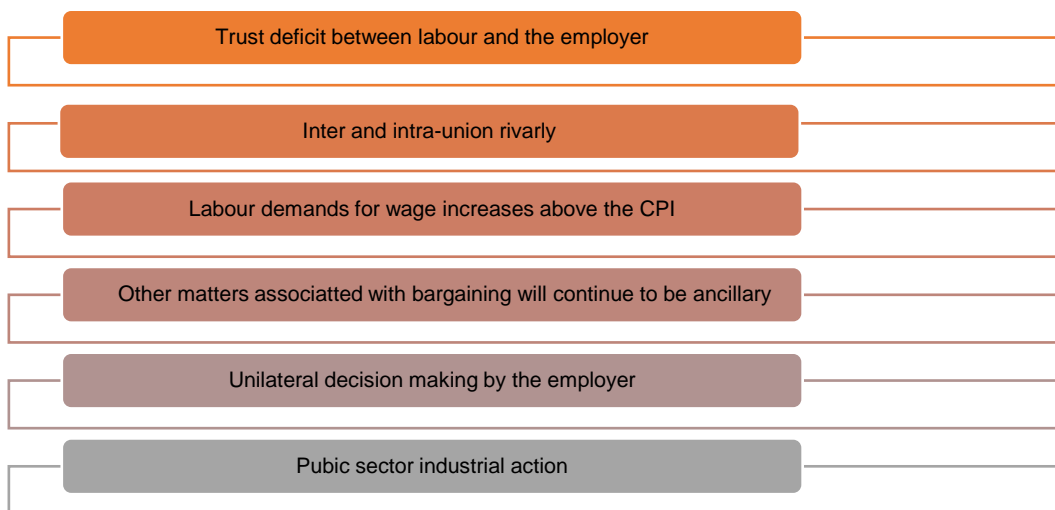 Trust deficit between labour and the employer
Inter and intra-union rivarly
Labour demands for wage increases above the CPI
Other matters associatted with bargaining will continue to be ancillary
Unilateral decision making by the employer
Pubic sector industrial action